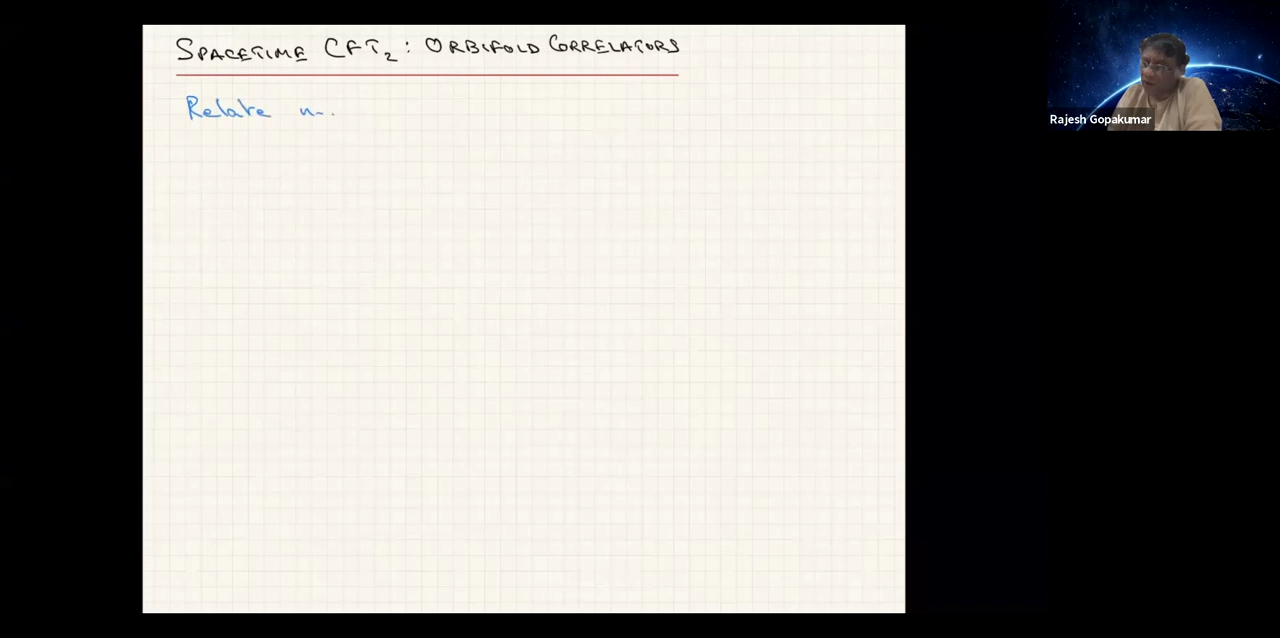 SPACETIME CFT₂: ORBIFOLD CORRELATORS
Relate
Rajesh Gopakumar